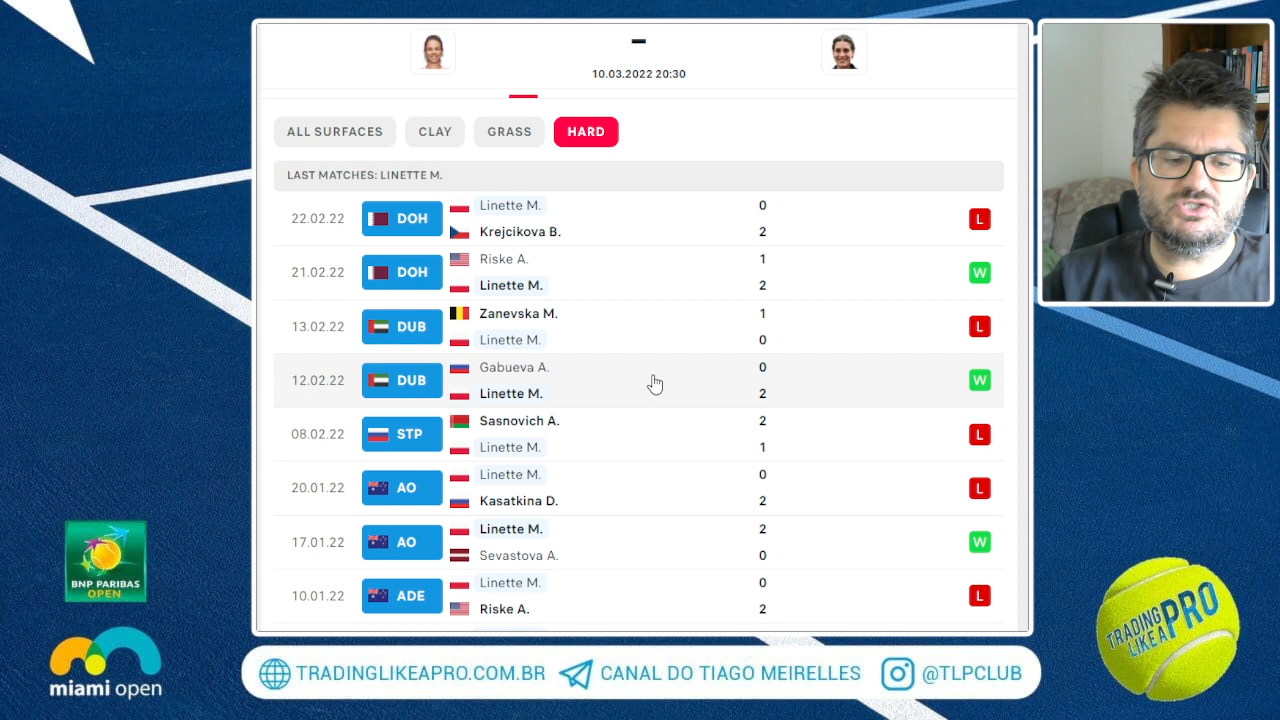 10.03.2022 20:30
ALL SURFACES CLAY GRASS HARD
LAST MATCHES: LINETTE M.
22.02.22 DOH Linette M. 0 L
Krejcikova B. 2
21.02.22 DOH Riske A. 1 W
Linette M. 2
13.02.22 DUB Zanevska M. 1 L
Linette M. 0
12.02.22 DUB Gabueva A. 0 W
Linette M. 2
08.02.22 STP Sasnovich A. 2 L
Linette M. 1
20.01.22 AO Linette M. 0 L
Kasatkina D. 2
17.01.22 AO Linette M. 2 W
Sevastova A. 0
10.01.22 ADE Linette M. 0 L
Riske A. 2
BNP PARIBAS
OPEN
miami open
TRADING
LIKE A PRO
TRADINGLIKEAPRO.COM.BR CANAL DO TIAGO MEIRELLES @TLPCLUB